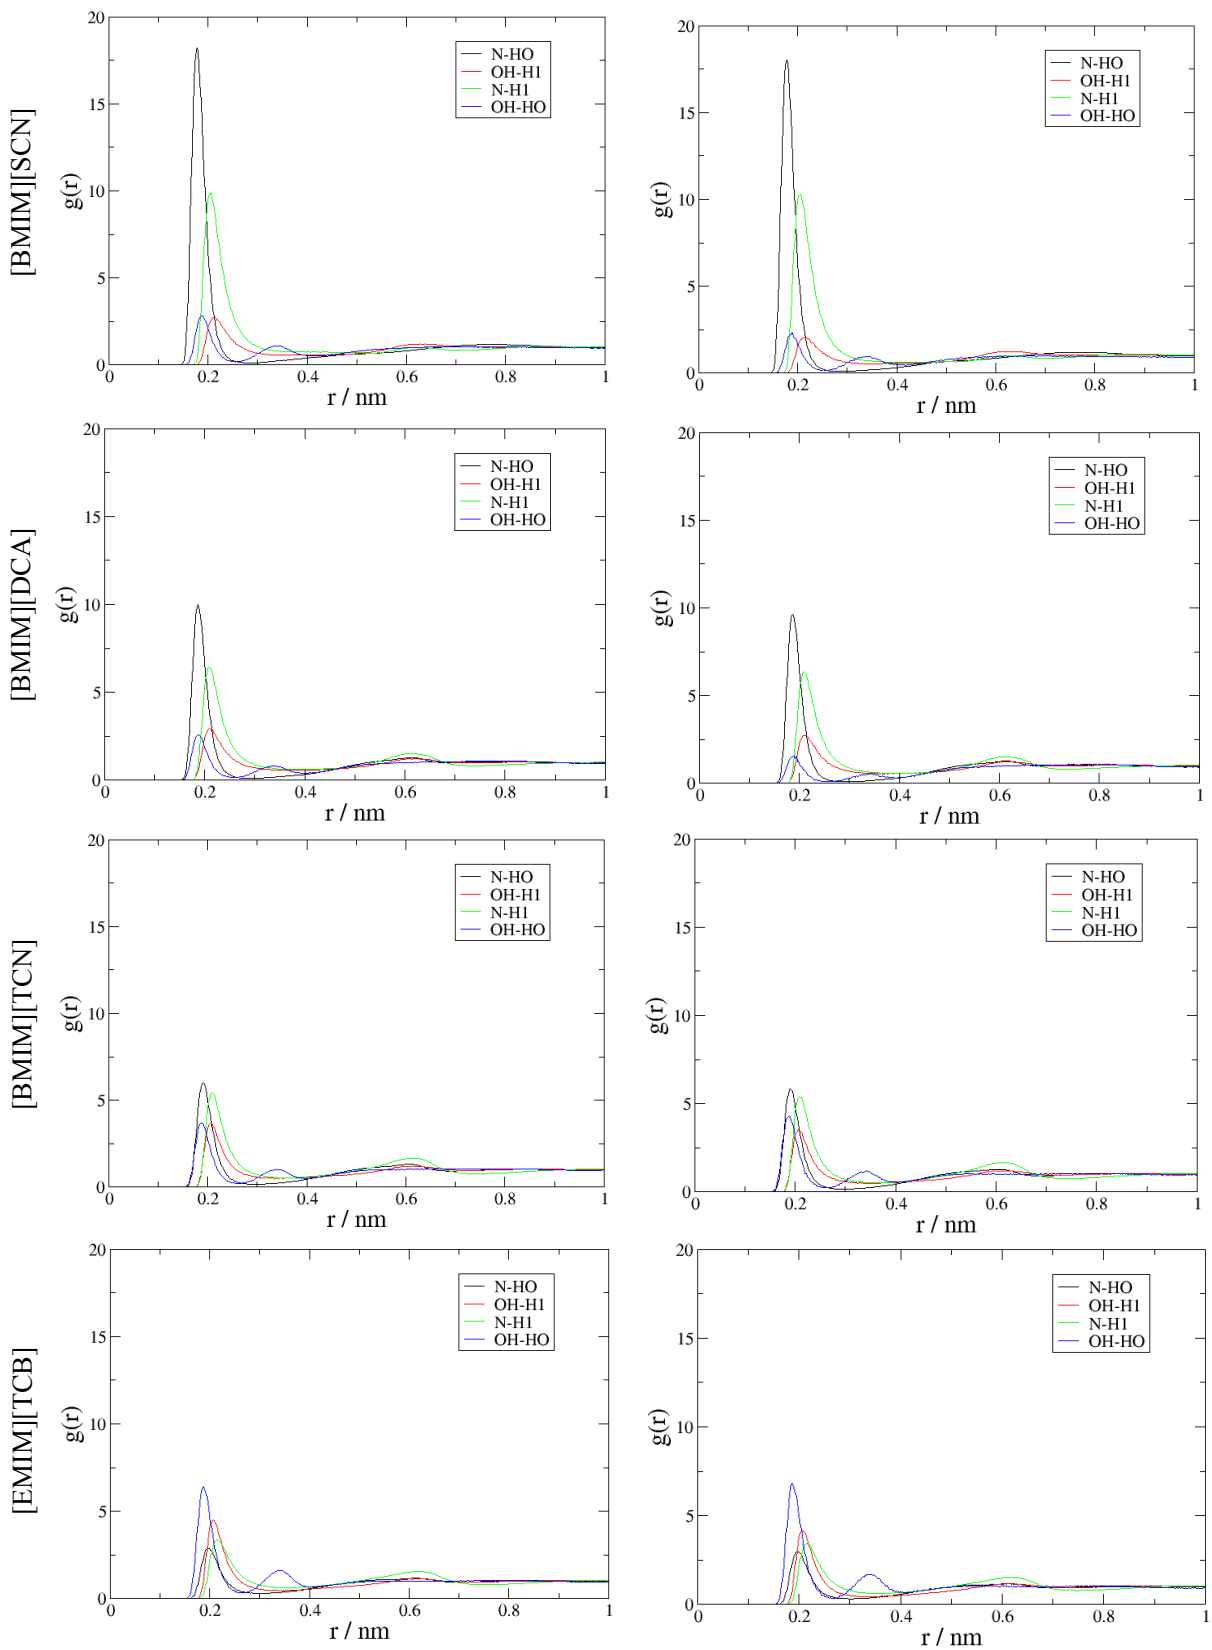 [BMIM][SCN]
20
15
10
5
0
g(r)
N-HO
OH-H1
N-H1
OH-HO
0 0.2 0.4 0.6 0.8 1
r / nm
20
15
10
5
0
g(r)
N-HO
OH-H1
N-H1
OH-HO
0 0.2 0.4 0.6 0.8 1
r / nm
[BMIM][DCA]
20
15
10
5
0
g(r)
N-HO
OH-H1
N-H1
OH-HO
0 0.2 0.4 0.6 0.8 1
r / nm
20
15
10
5
0
g(r)
N-HO
OH-H1
N-H1
OH-HO
0 0.2 0.4 0.6 0.8 1
r / nm
[BMIM][TCN]
20
15
10
5
0
g(r)
N-HO
OH-H1
N-H1
OH-HO
0 0.2 0.4 0.6 0.8 1
r / nm
20
15
10
5
0
g(r)
N-HO
OH-H1
N-H1
OH-HO
0 0.2 0.4 0.6 0.8 1
r / nm
[EMIM][TCB]
20
15
10
5
0
g(r)
N-HO
OH-H1
N-H1
OH-HO
0 0.2 0.4 0.6 0.8 1
r / nm
20
15
10
5
0
g(r)
N-HO
OH-H1
N-H1
OH-HO
0 0.2 0.4 0.6 0.8 1
r / nm